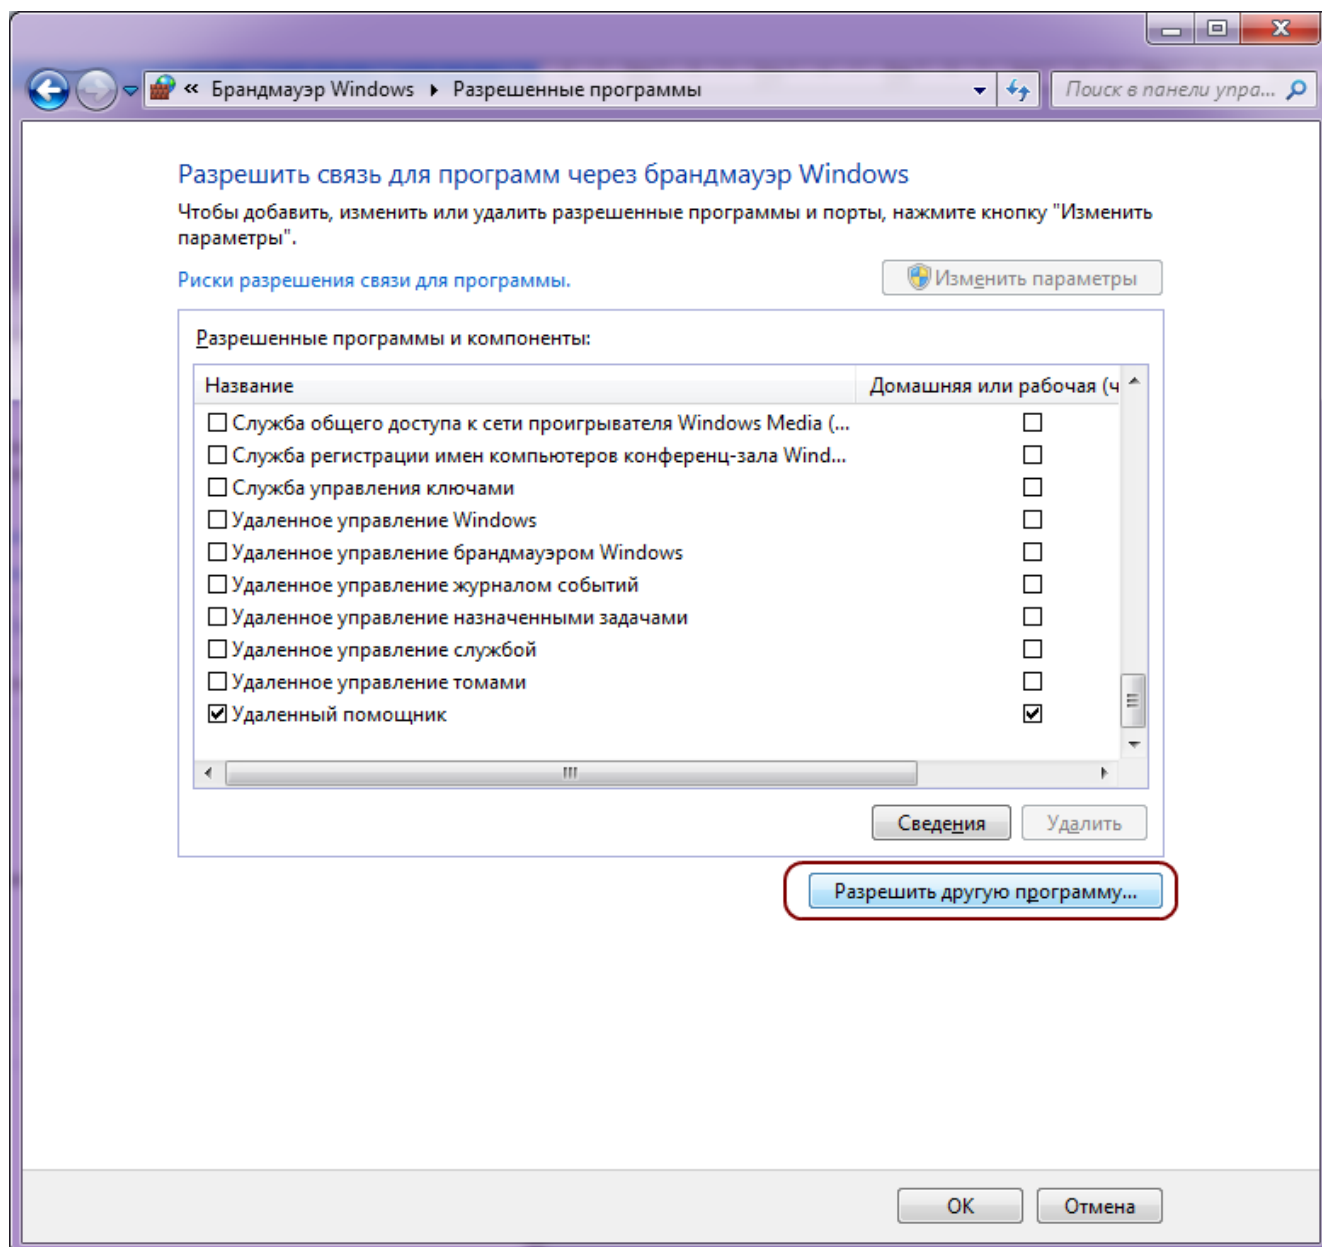 « Брандмауэр Windows Разрешенные программы Поиск в панели упра...
Разрешить связь для программ через брандмауэр Windows
Чтобы добавить, изменить или удалить разрешенные программы и порты, нажмите кнопку "Изменить
параметры".
Риски разрешения связи для программы. Изменить параметры
Разрешенные программы и компоненты:
Название Домашняя или рабочая (ч
Служба общего доступа к сети проигрывателя Windows Media (...
Служба регистрации имен компьютеров конференц-зала Wind...
Служба управления ключами
Удаленное управление Windows
Удаленное управление брандмауэром Windows
Удаленное управление журналом событий
Удаленное управление назначенными задачами
Удаленное управление службой
Удаленное управление томами
Удаленный помощник
Сведения Удалить
Разрешить другую программу...
ОК Отмена